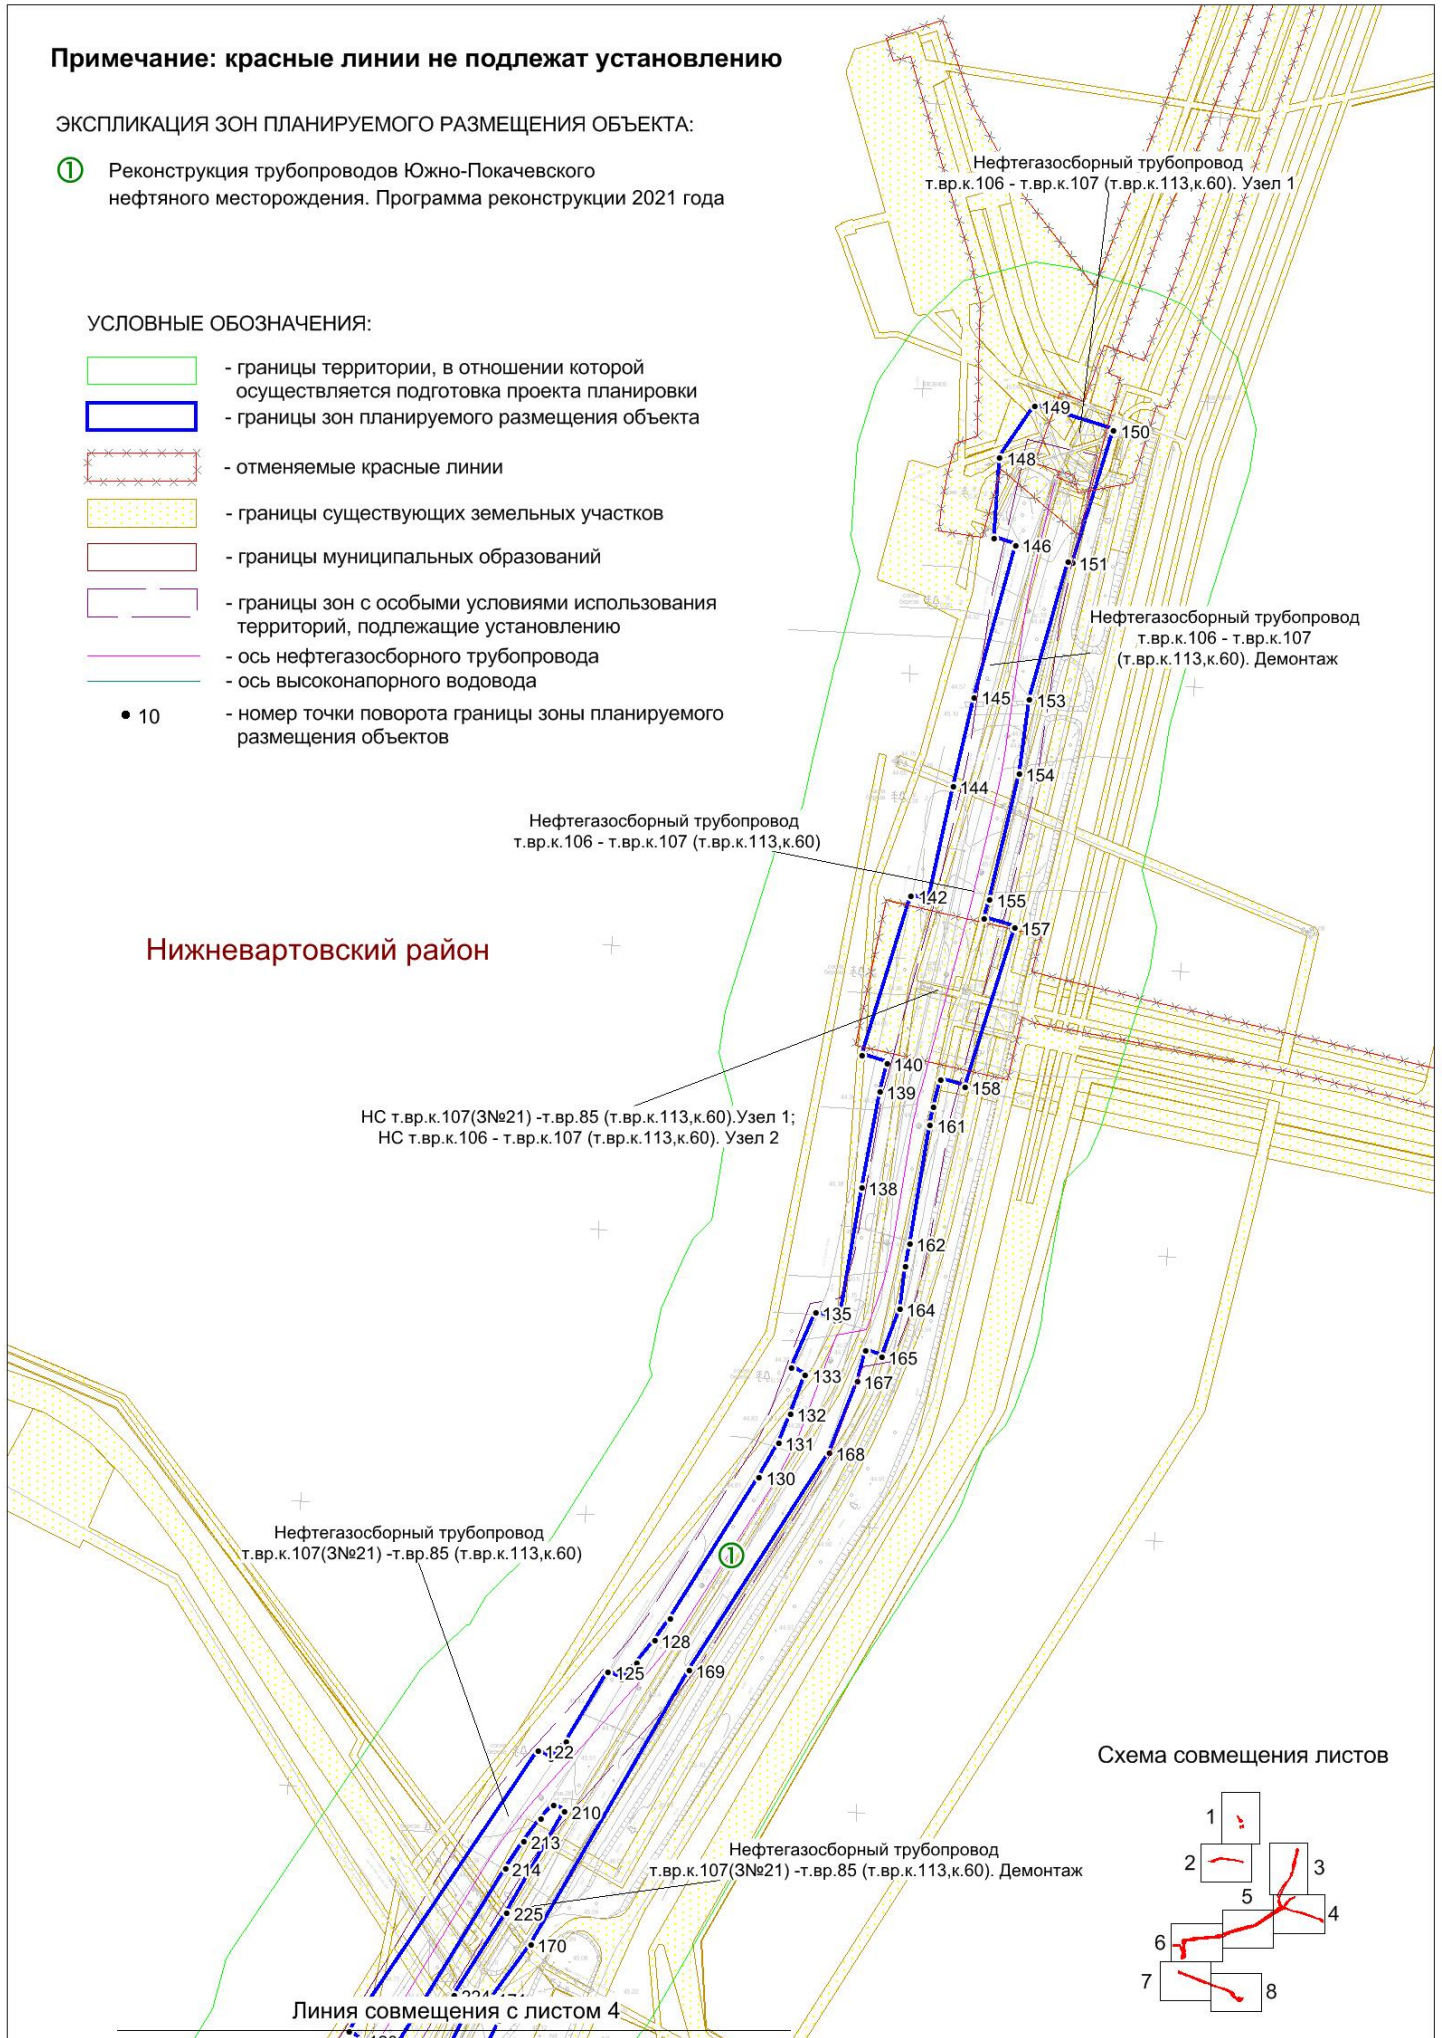 Примечание: красные линии не подлежат установлению
ЭКСПЛИКАЦИЯ ЗОН ПЛАНИРУЕМОГО РАЗМЕЩЕНИЯ ОБЪЕКТА:
1 Реконструкция трубопроводов Южно-Покачевского
нефтяного месторождения. Программа реконструкции 2021 года
УСЛОВНЫЕ ОБОЗНАЧЕНИЯ:
- границы территории, в отношении которой
осуществляется подготовка проекта планировки
- границы зон планируемого размещения объекта
- отменяемые красные линии
- границы существующих земельных участков
- границы муниципальных образований
- границы зон с особыми условиями использования
территорий, подлежащие установлению
- ось нефтегазосборного трубопровода
- ось высоконапорного водовода
10 - номер точки поворота границы зоны планируемого
размещения объектов
Нефтегазосборный трубопровод
т.вр.к.106 - т.вр.к.107 (т.вр.к.113,к.60). Узел 1
149
150
148
146
151
Нефтегазосборный трубопровод
т.вр.к.106 - т.вр.к.107
(т.вр.к.113,к.60). Демонтаж
145
153
154
144
Нефтегазосборный трубопровод
т.вр.к.106 - т.вр.к.107 (т.вр.к.113,к.60)
142
155
157
Нижневартовский район
140
139
158
НС т.вр.к.107(З№21) -т.вр.85 (т.вр.к.113,к.60).Узел 1;
НС т.вр.к.106 - т.вр.к.107 (т.вр.к.113,к.60). Узел 2
161
138
162
164
135
165
133
167
132
131
168
130
Нефтегазосборный трубопровод
т.вр.к.107(З№21) -т.вр.85 (т.вр.к.113,к.60)
1
128
125
169
122
210
213
214
Нефтегазосборный трубопровод
т.вр.к.107(З№21) -т.вр.85 (т.вр.к.113,к.60). Демонтаж
225
170
Линия совмещения с листом 4
Схема совмещения листов
1
2
3
5
4
6
7
8